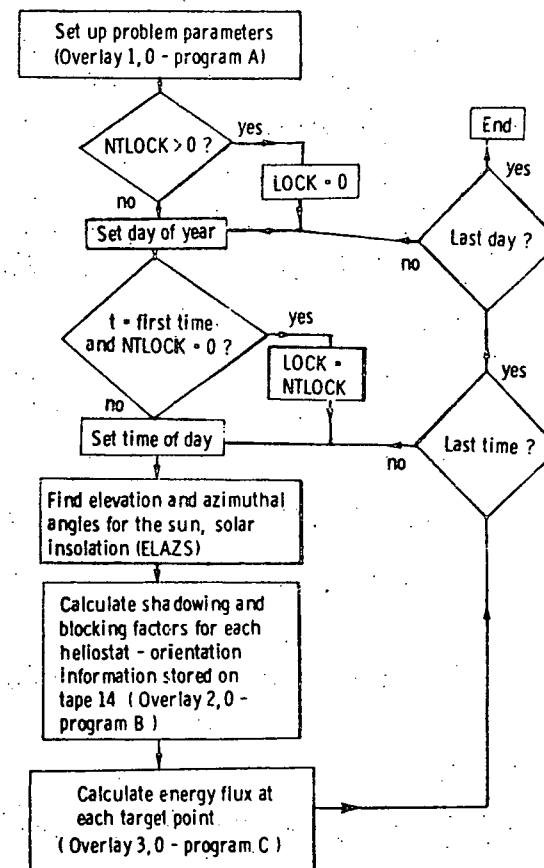 Set up problem parameters
(Overlay 1,0 - program A)
NTLOCK > 0 ?
yes
no
LOCK = 0
Set day of year
t = first time
and NTLOCK = 0 ?
yes
no
LOCK =
NTLOCK
Set time of day
Find elevation and azimuthal
angles for the sun, solar
insolation (ELAZS)
Calculate shadowing and
blocking factors for each
heliostat - orientation
Information stored on
tape 14 ( Overlay 2,0 -
program B )
Calculate energy flux at
each target point
( Overlay 3,0 - program C )
End
yes
Last day ?
no
yes
Last time ?
no